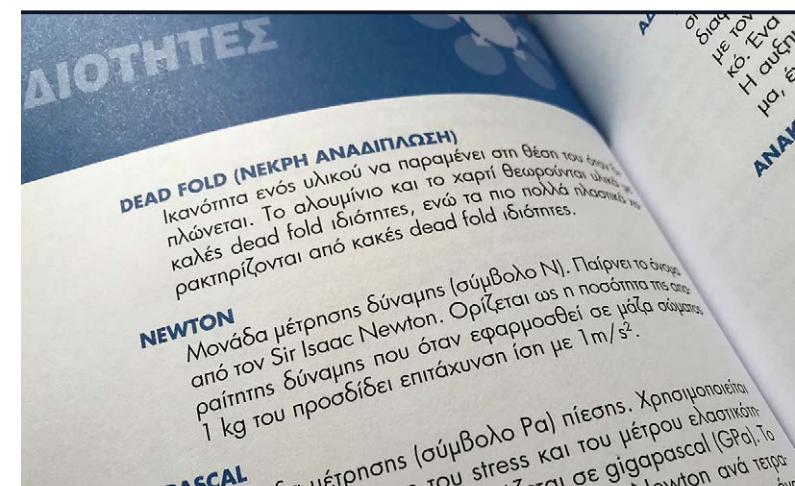 ΔΙΟΤΗΤΕΣ
DEAD FOLD (ΝΕΚΡΗ ΑΝΑΔΙΠΛΩΣΗ)
Ικανότητα ενός υλικού να παραμένει στη θέση του όταν
πλώνεται. Το αλουμίνιο και το χαρτί θεωρούνται υλικά με
καλές dead fold ιδιότητες, ενώ τα πιο πολλά πλαστικά χα-
ρακτηρίζονται από κακές dead fold ιδιότητες.
NEWTON
Μονάδα μέτρησης δύναμης (σύμβολο N). Παίρνει το όνομα
από τον Sir Isaac Newton. Ορίζεται ως η ποσότητα της απα-
ραίτητης δύναμης που όταν εφαρμοσθεί σε μάζα σώματος
1 kg του προσδίδει επιτάχυνση ίση με 1m/s².
PASCAL
μέτρησης (σύμβολο Pa) πίεσης. Χρησιμοποιείται
του stress και του μέτρου ελαστικότη-
σε gigapascal (GPa). Το
Newton ανά τετρα-
με τον
κό. Ένα
Η αυξη
μα, έ
ΑΝΑΚ